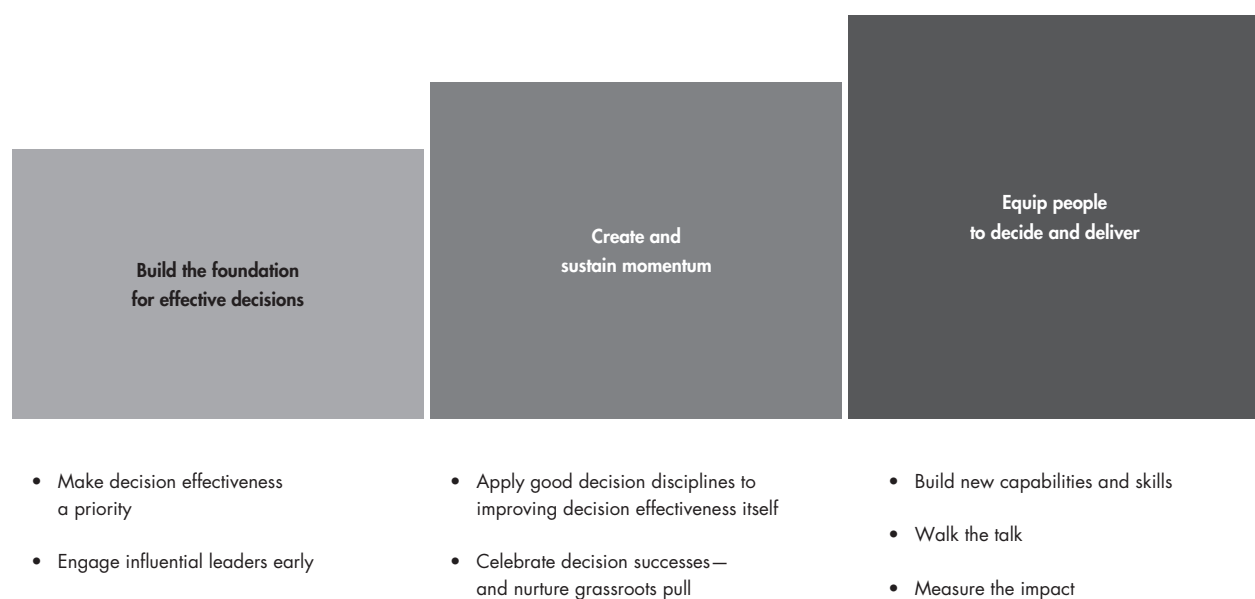 Build the foundation
for effective decisions
Create and
sustain momentum
Equip people
to decide and deliver
• Make decision effectiveness
a priority
• Engage influential leaders early
• Apply good decision disciplines to
improving decision effectiveness itself
• Celebrate decision successes—
and nurture grassroots pull
• Build new capabilities and skills
• Walk the talk
• Measure the impact